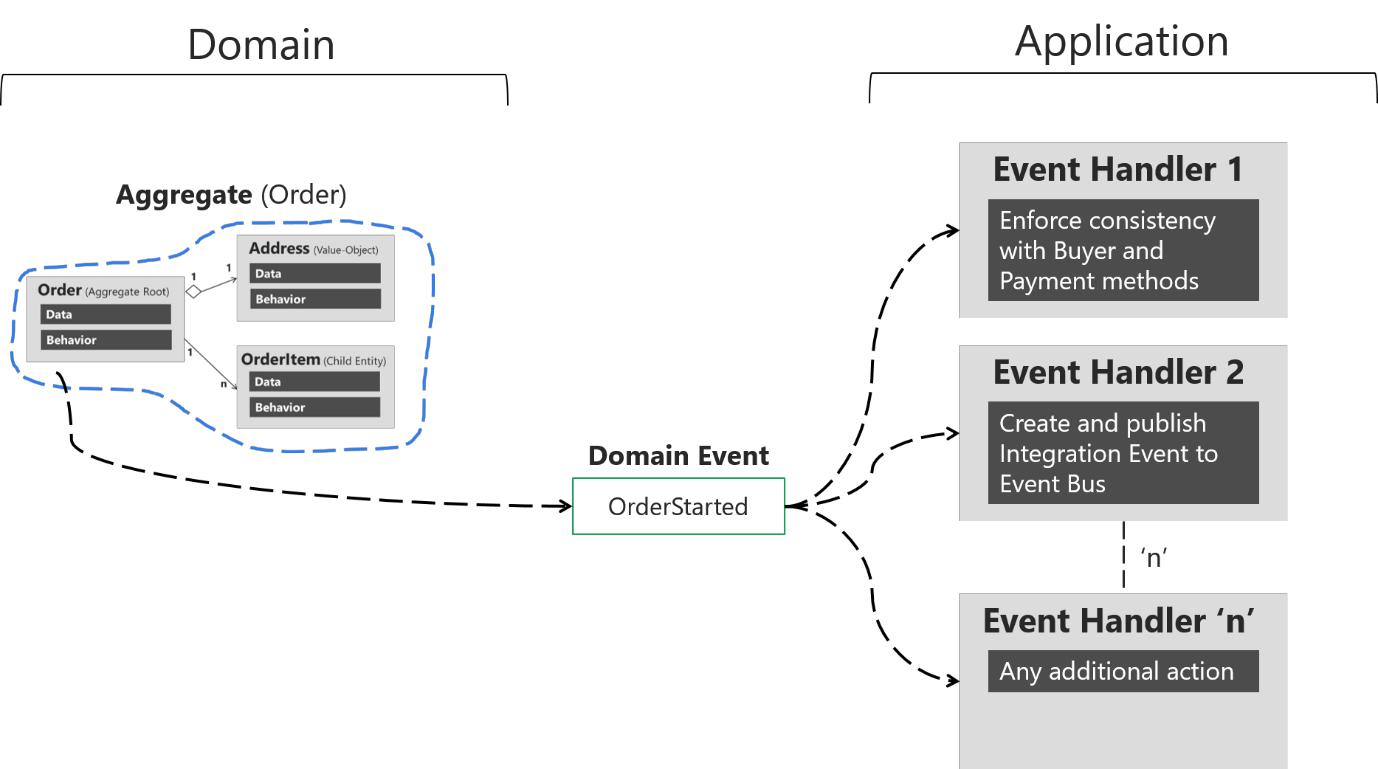 Domain
Application
Aggregate (Order)
Order (Aggregate Root)
Data
Behavior
1
1
Address (Value-Object)
Data
Behavior
1
n
OrderItem (Child Entity)
Data
Behavior
Domain Event
OrderStarted
Event Handler 1
Enforce consistency
with Buyer and
Payment methods
Event Handler 2
Create and publish
Integration Event to
Event Bus
‘n’
Event Handler ‘n’
Any additional action